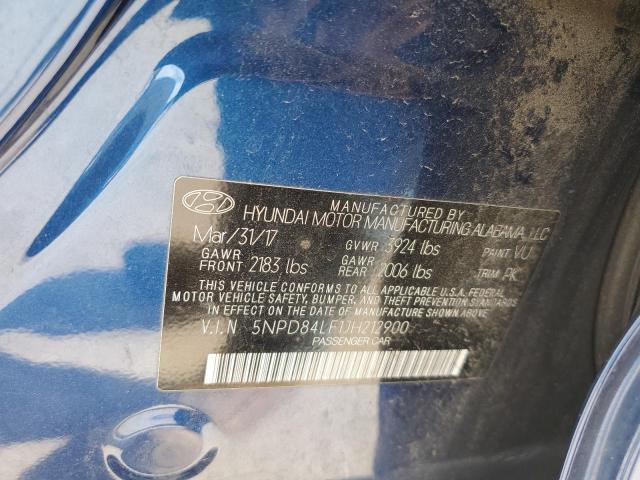 MANUFACTURED BY
HYUNDAI MOTOR MANUFACTURING ALABAMA, LLC
Mar/31/17 GVWR 3924 lbs PAINT VU
GAWR FRONT 2183 lbs GAWR REAR 2006 lbs TRIM PK
THIS VEHICLE CONFORMS TO ALL APPLICABLE U.S.A. FEDERAL
MOTOR VEHICLE SAFETY, BUMPER, AND THEFT PREVENTION STANDARDS
IN EFFECT ON THE DATE OF MANUFACTURE SHOWN ABOVE.
V.I.N 5NPD84LF1JH212900
PASSENGER CAR